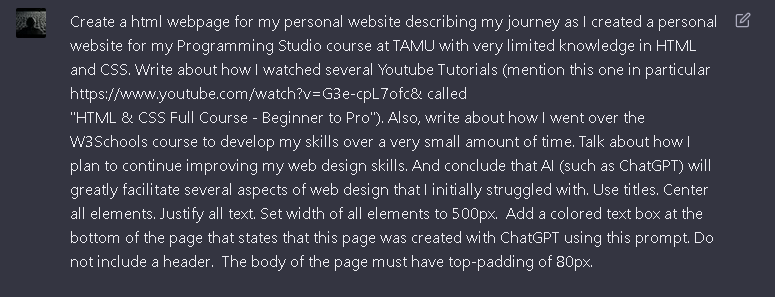 Create a html webpage for my personal website describing my journey as I created a personal
website for my Programming Studio course at TAMU with very limited knowledge in HTML
and CSS. Write about how I watched several Youtube Tutorials (mention this one in particular
https://www.youtube.com/watch?v=G3e-cpL7ofc& called
"HTML & CSS Full Course - Beginner to Pro"). Also, write about how I went over the
W3Schools course to develop my skills over a very small amount of time. Talk about how I
plan to continue improving my web design skills. And conclude that AI (such as ChatGPT) will
greatly facilitate several aspects of web design that I initially struggled with. Use titles. Center
all elements. Justify all text. Set width of all elements to 500px.  Add a colored text box at the
bottom of the page that states that this page was created with ChatGPT using this prompt. Do
not include a header.  The body of the page must have top-padding of 80px.